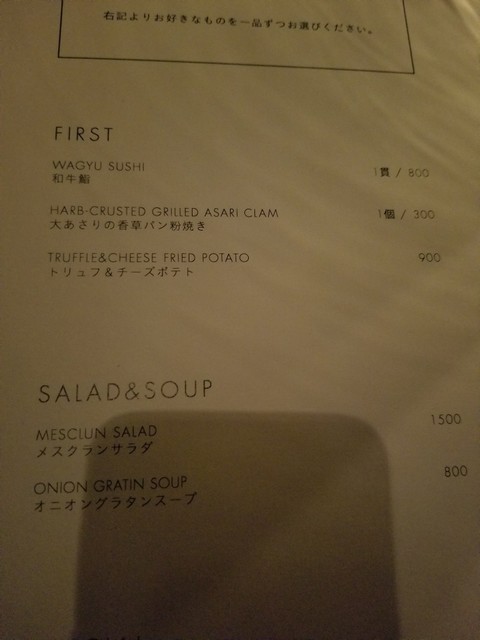 右記よりお好きなものを一品ずつお選びください。
FIRST
WAGYU SUSHI 1貫 / 800
和牛鮨
HARB-CRUSTED GRILLED ASARI CLAM 1個 / 300
大あさりの香草パン粉焼き
TRUFFLE&CHEESE FRIED POTATO 900
トリュフ&チーズポテト
SALAD&SOUP
MESCLUN SALAD 1500
メスクランサラダ
ONION GRATIN SOUP 800
オニオングラタンスープ